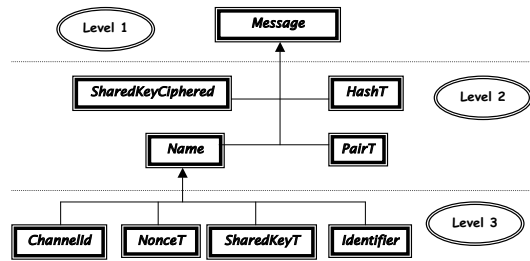 Level 1
Message
SharedKeyCiphered
HashT
Level 2
Name
PairT
Level 3
ChannelId
NonceT
SharedKeyT
Identifier